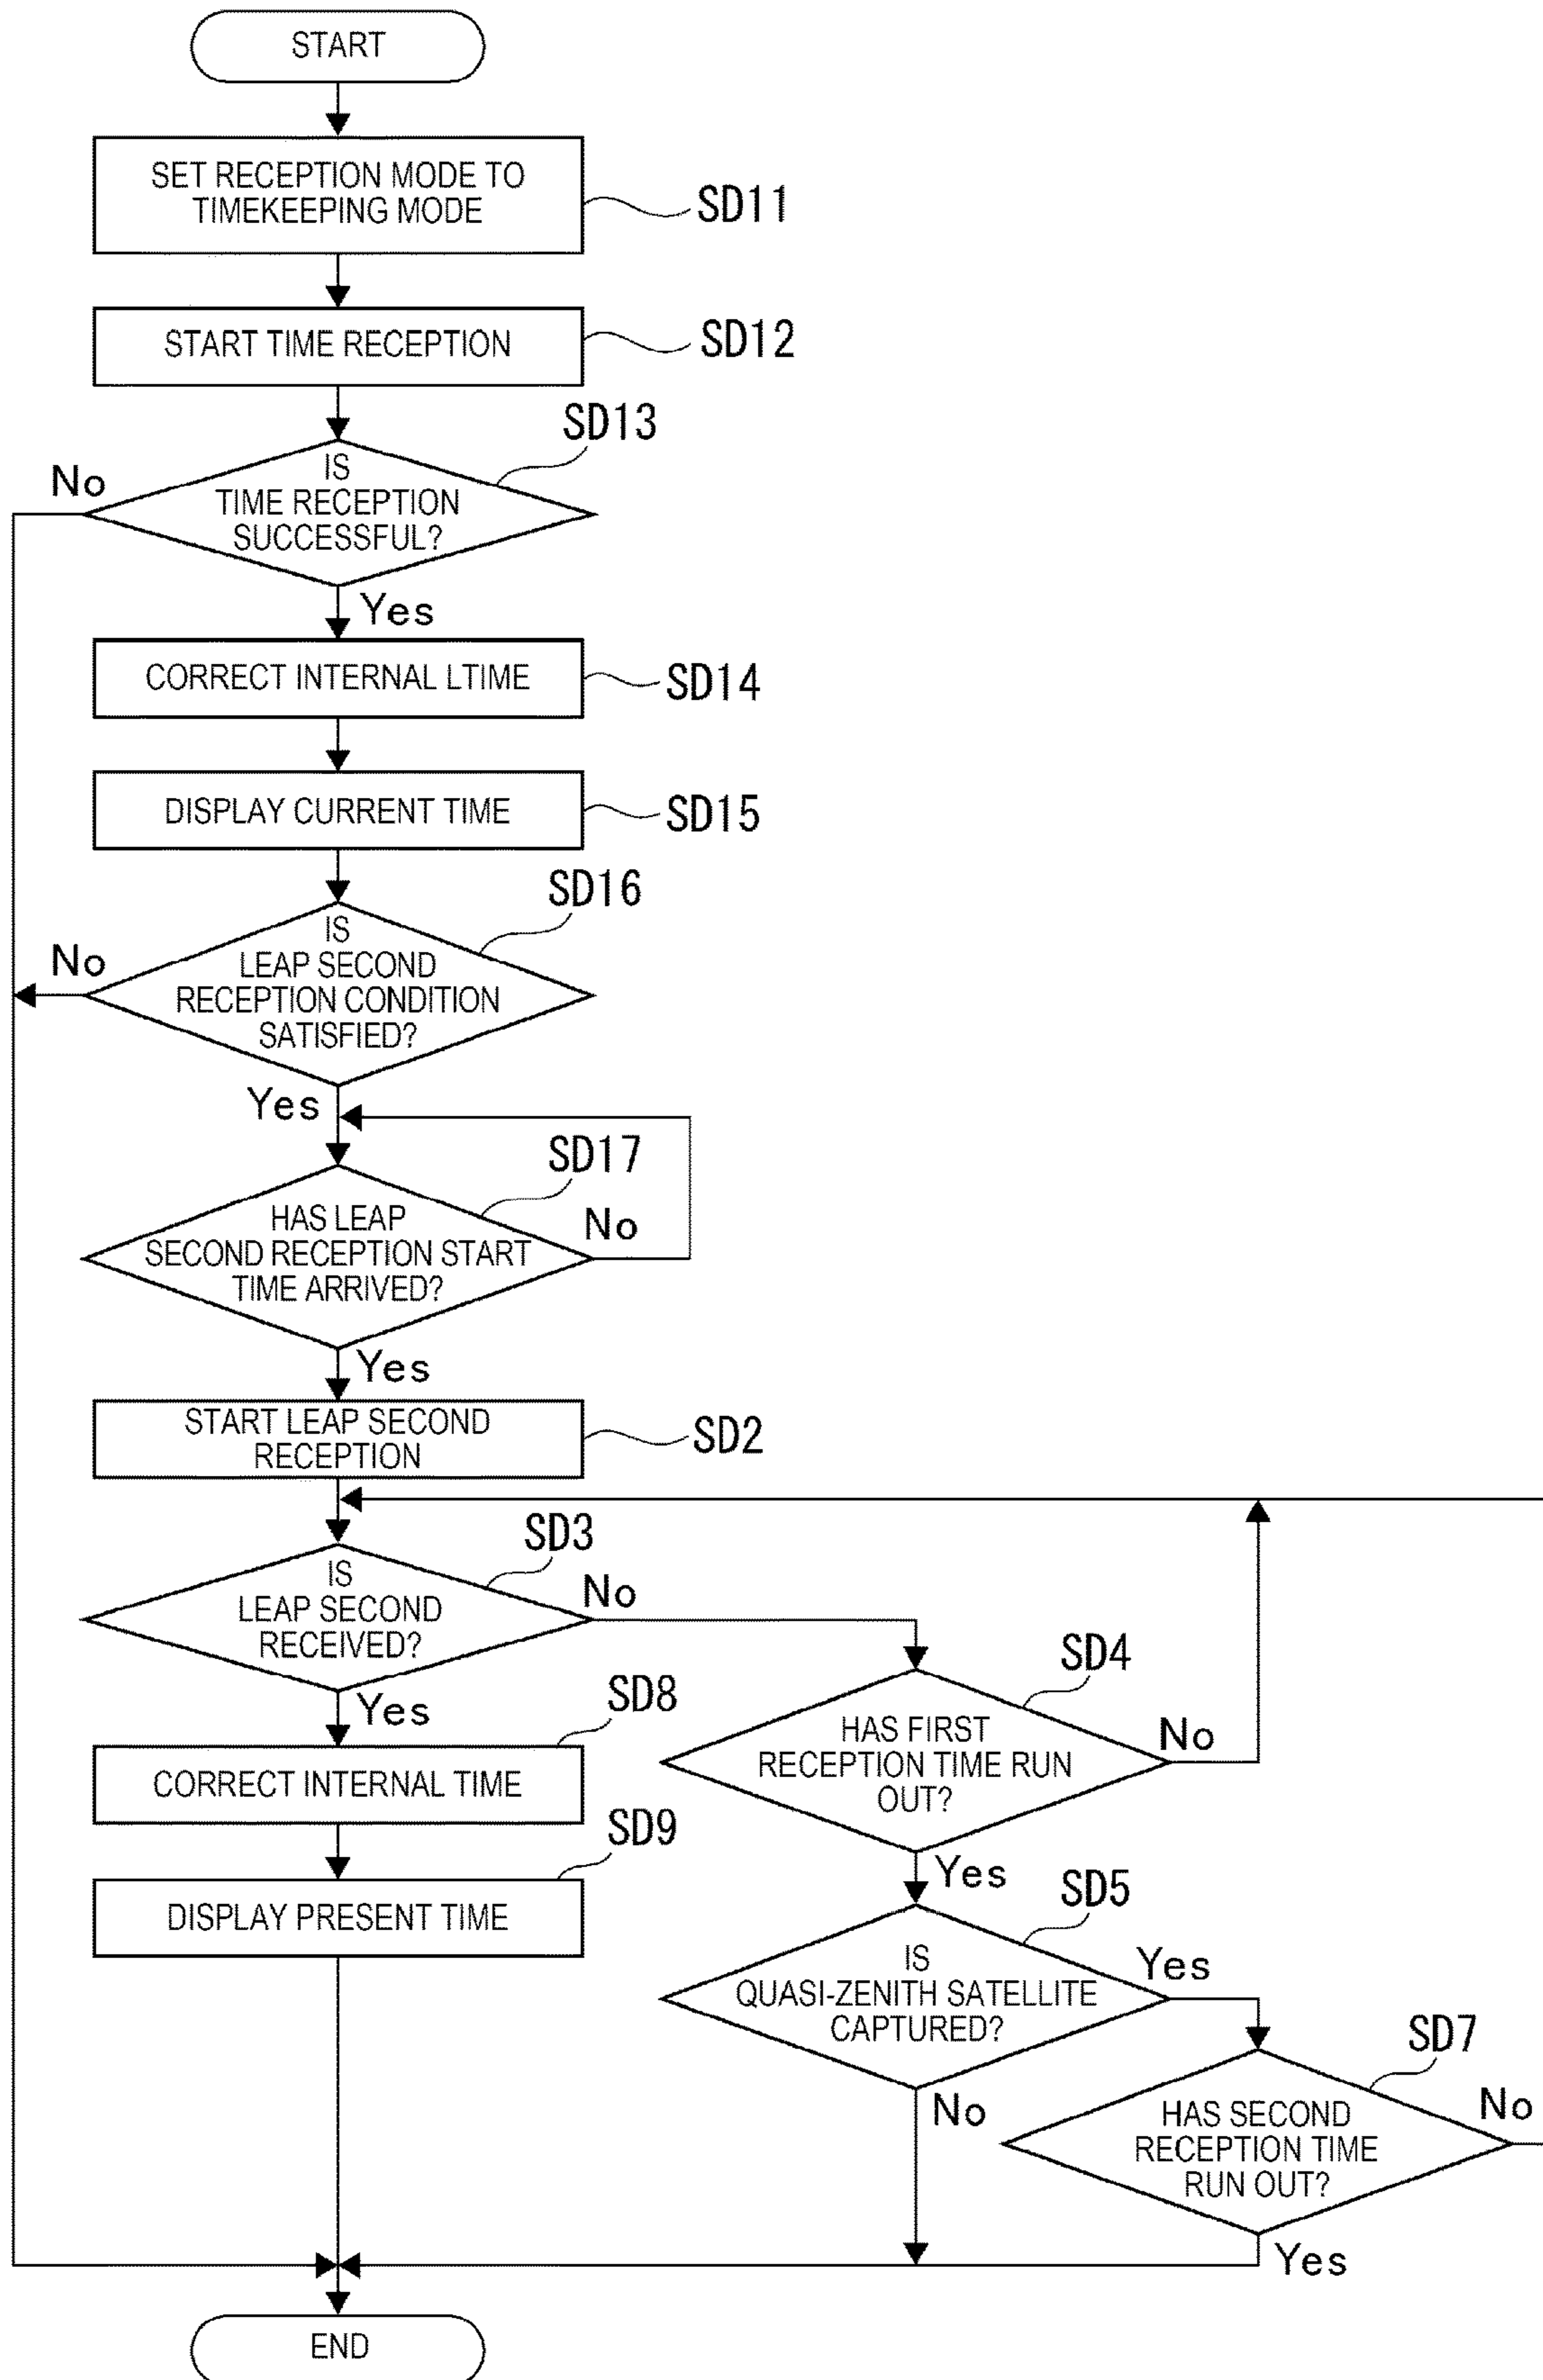 START
SET RECEPTION MODE TO
TIMEKEEPING MODE
SD11
START TIME RECEPTION
SD12
SD13
No
IS
TIME RECEPTION
SUCCESSFUL?
Yes
CORRECT INTERNAL LTIME
SD14
DISPLAY CURRENT TIME
SD15
SD16
No
IS
LEAP SECOND
RECEPTION CONDITION
SATISFIED?
Yes
SD17
No
HAS LEAP
SECOND RECEPTION START
TIME ARRIVED?
Yes
START LEAP SECOND
RECEPTION
SD2
SD3
IS
LEAP SECOND
RECEIVED?
No
Yes
SD4
HAS FIRST
RECEPTION TIME RUN
OUT?
No
Yes
SD8
CORRECT INTERNAL TIME
SD9
DISPLAY PRESENT TIME
SD5
IS
QUASI-ZENITH SATELLITE
CAPTURED?
Yes
No
SD7
HAS SECOND
RECEPTION TIME
RUN OUT?
No
Yes
END